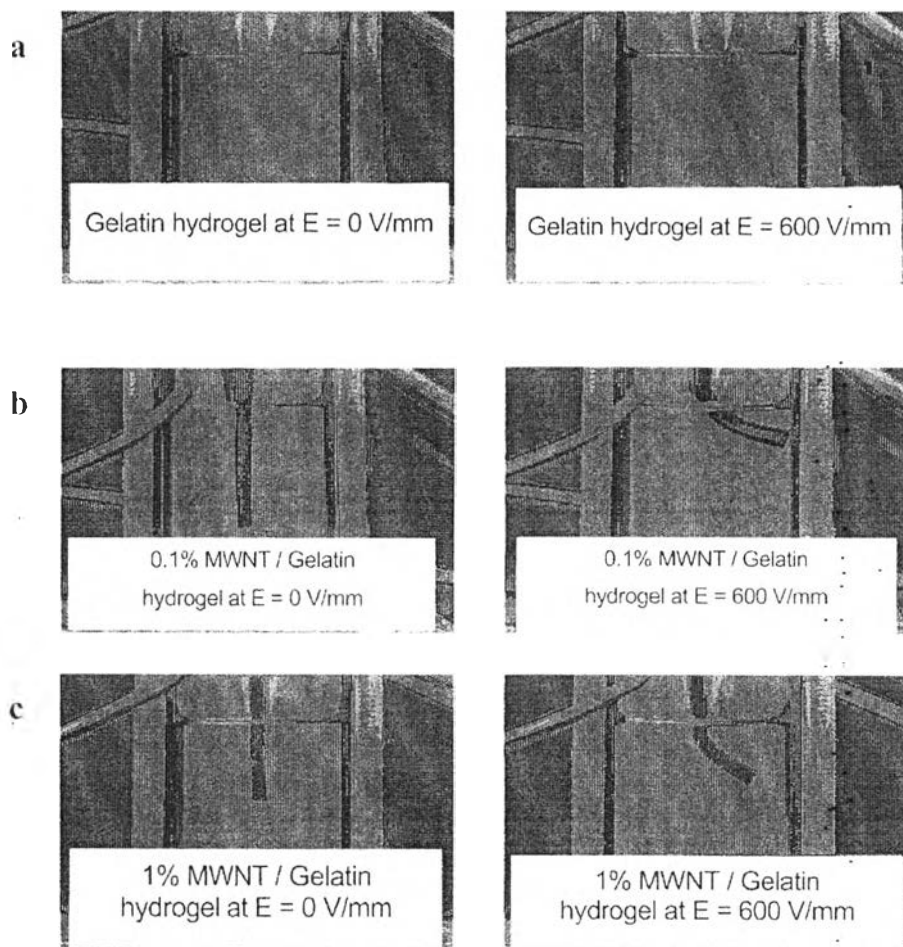 a
Gelatin hydrogel at E = 0 V/mm
Gelatin hydrogel at E = 600 V/mm
b
0.1% MWNT / Gelatin
hydrogel at E = 0 V/mm
0.1% MWNT / Gelatin
hydrogel at E = 600 V/mm
c
1% MWNT / Gelatin
hydrogel at E = 0 V/mm
1% MWNT / Gelatin
hydrogel at E = 600 V/mm